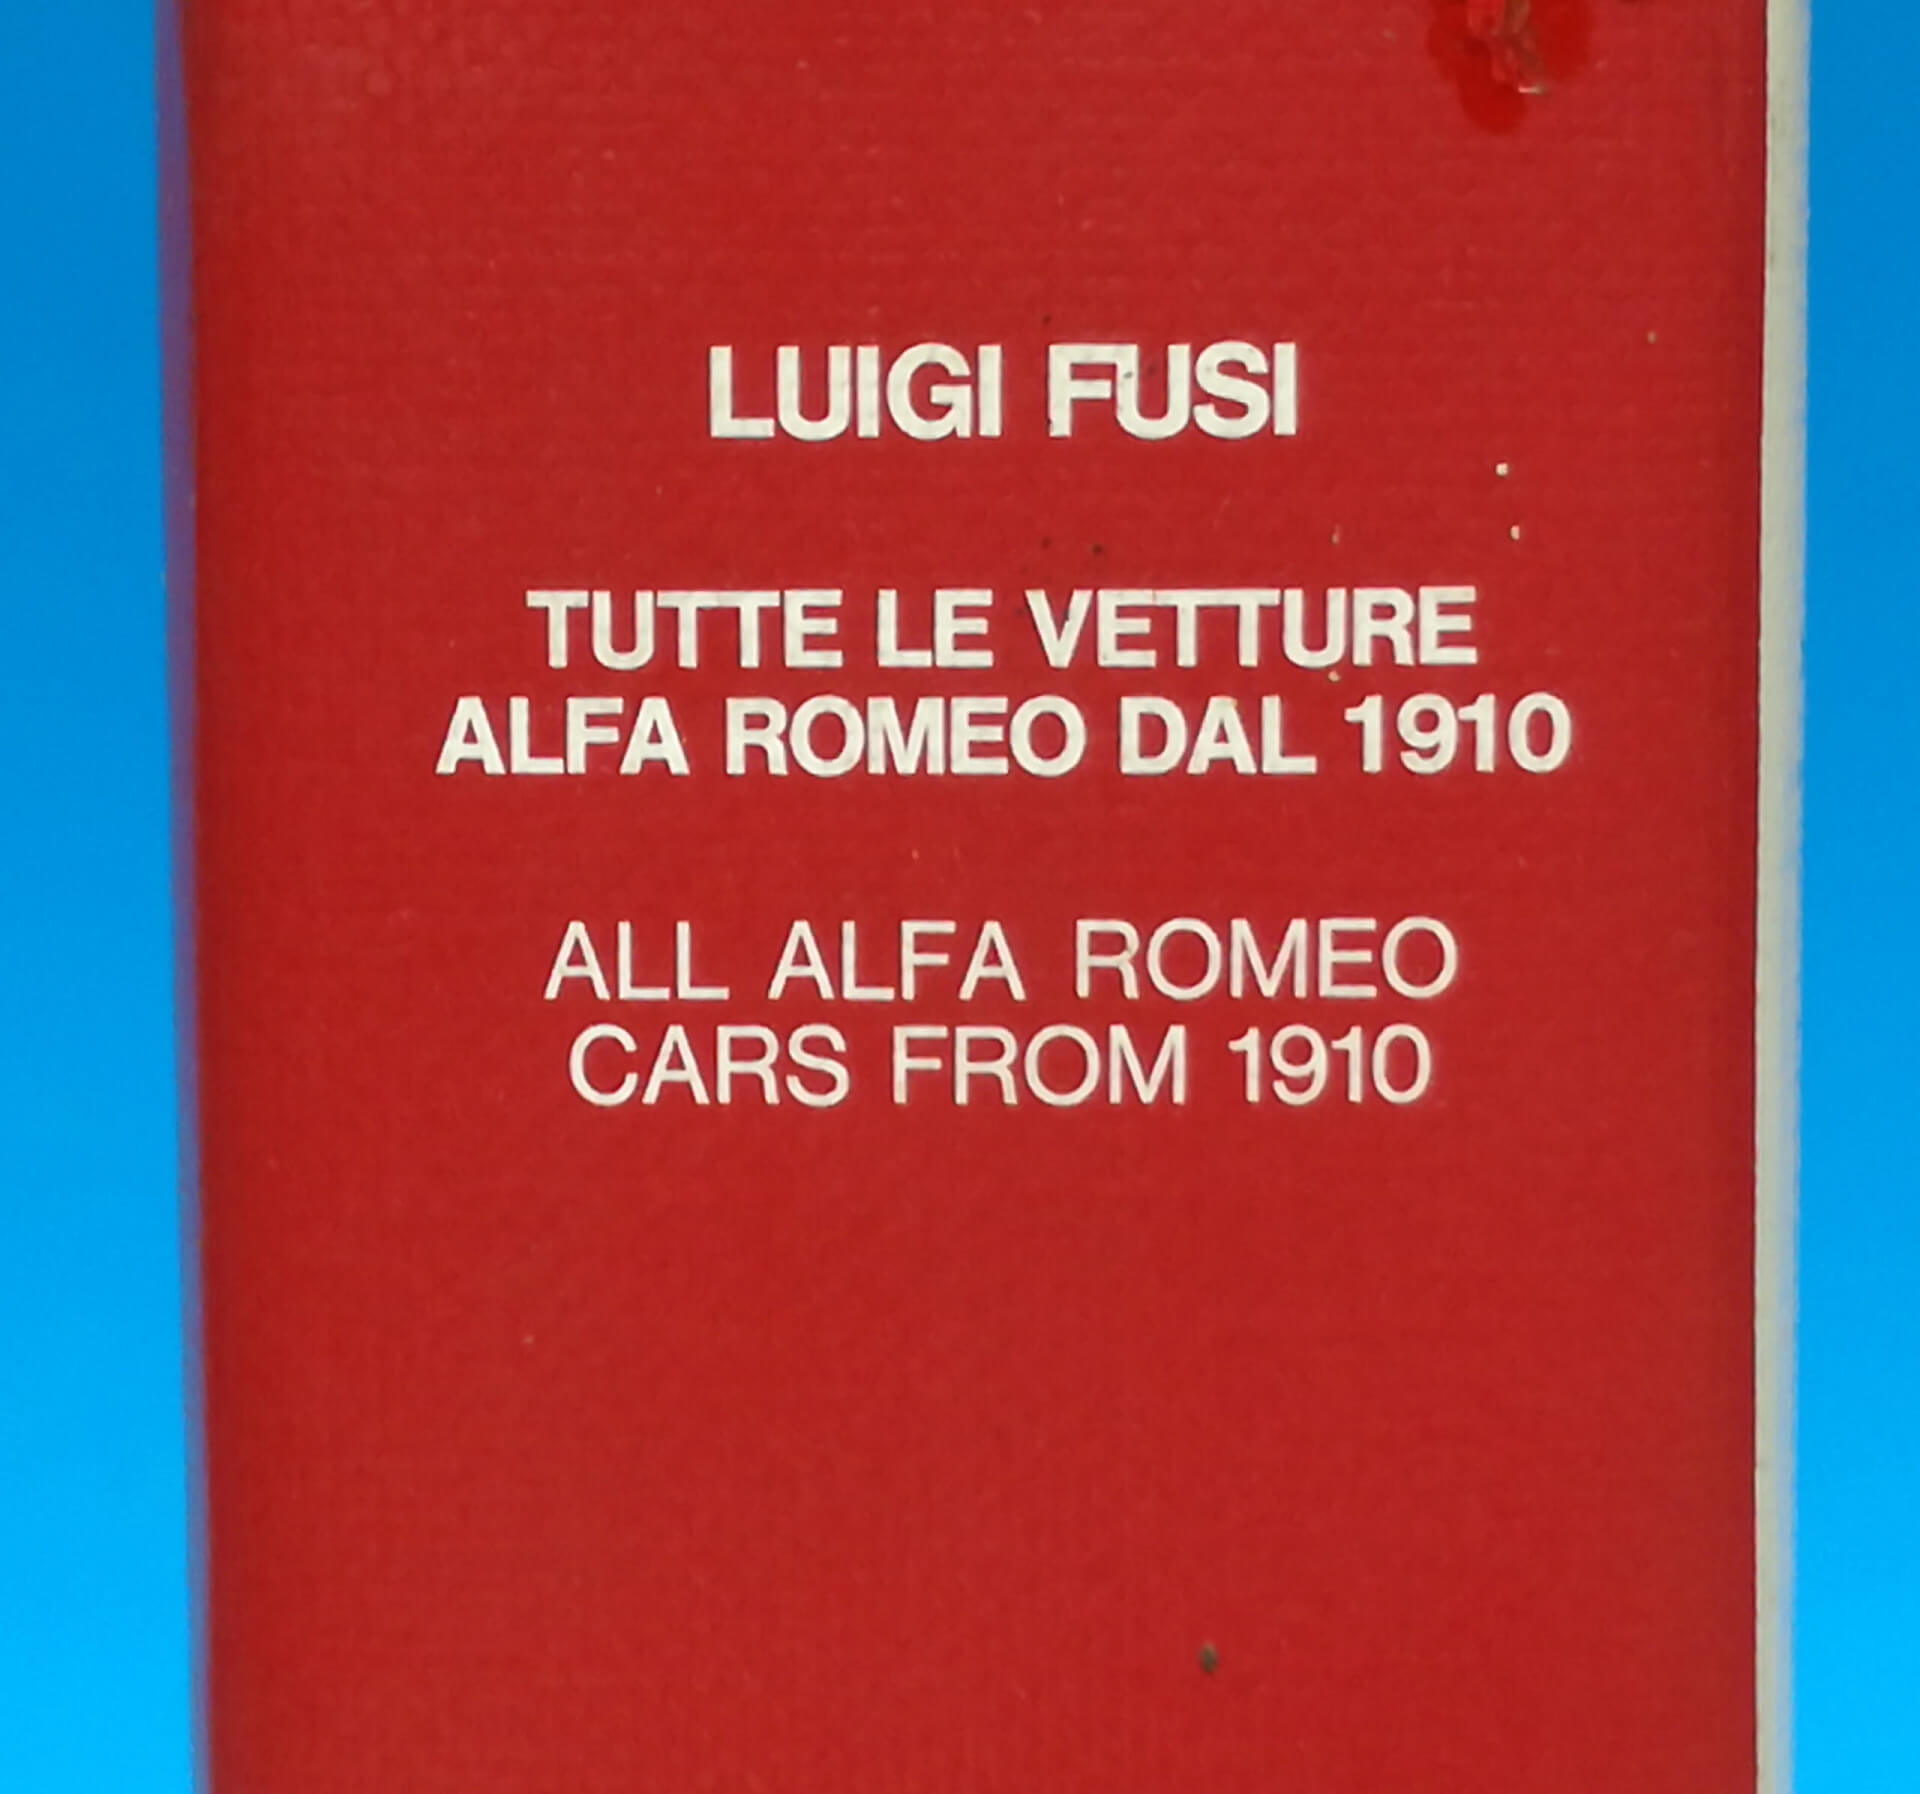 LUIGI FUSI
TUTTE LE VETTURE
ALFA ROMEO DAL 1910
ALL ALFA ROMEO
CARS FROM 1910